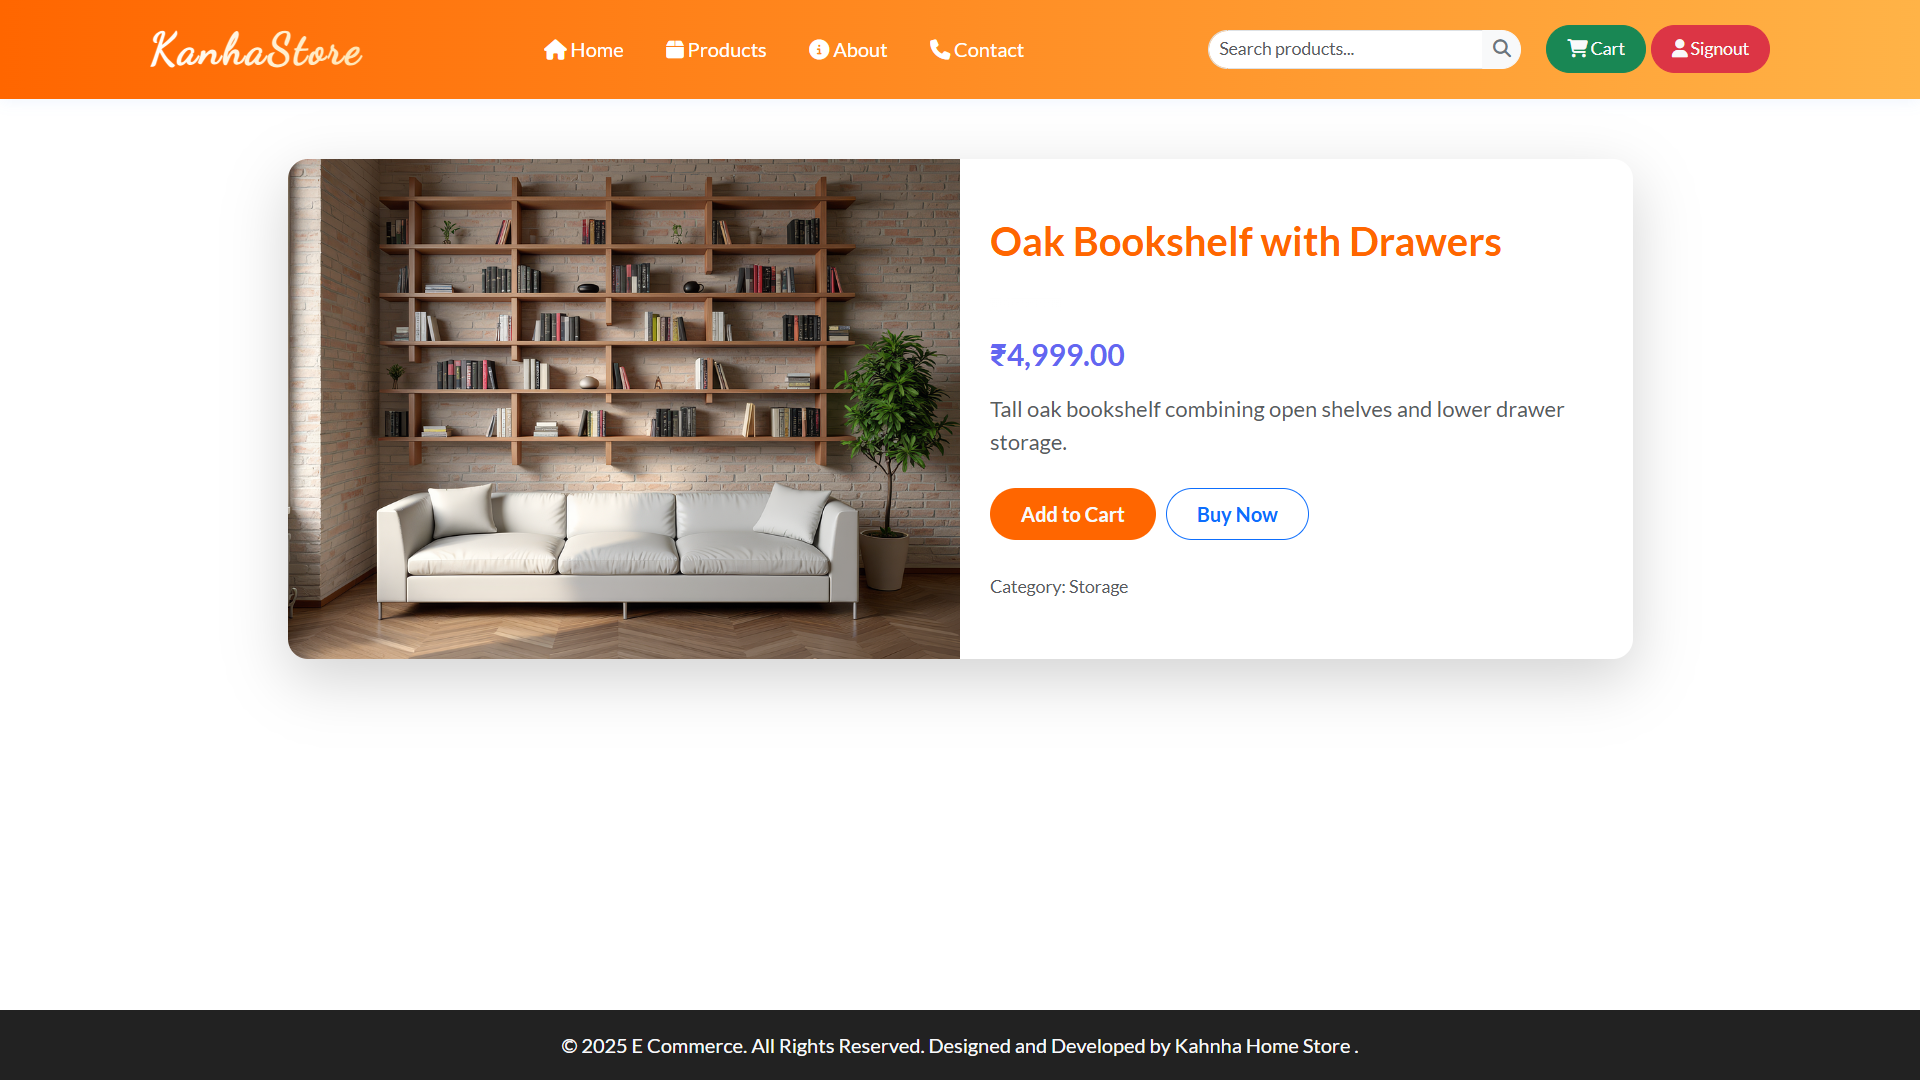 KanhaStore
Home
Products
About
Contact
Search products...
Cart
Signout
Oak Bookshelf with Drawers
₹4,999.00
Tall oak bookshelf combining open shelves and lower drawer
storage.
Add to Cart
Buy Now
Category: Storage
© 2025 E Commerce. All Rights Reserved. Designed and Developed by Kahnha Home Store .